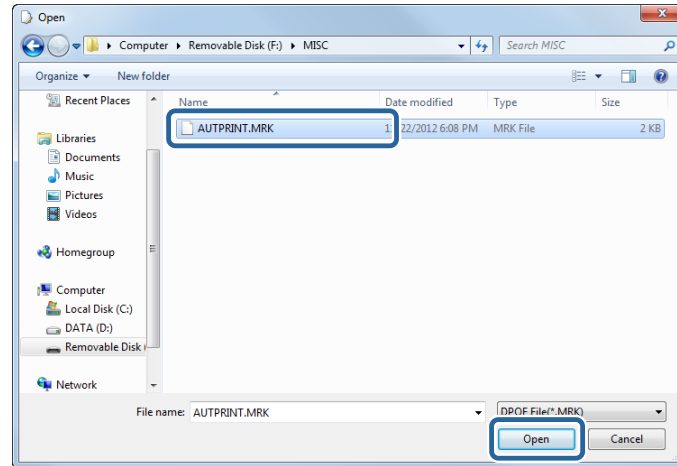 Open
Computer ▸ Removable Disk (F:) ▸ MISC
Search MISC
Organize
New folder
Name
Date modified
Type
Size
AUTPRINT.MRK
22/2012 6:08 PM
MRK File
2 KB
Recent Places
Libraries
Documents
Music
Pictures
Videos
Homegroup
Computer
Local Disk (C:)
DATA (D:)
Removable Disk
Network
File name:
AUTPRINT.MRK
DPOF File(*.MRK)
Open
Cancel